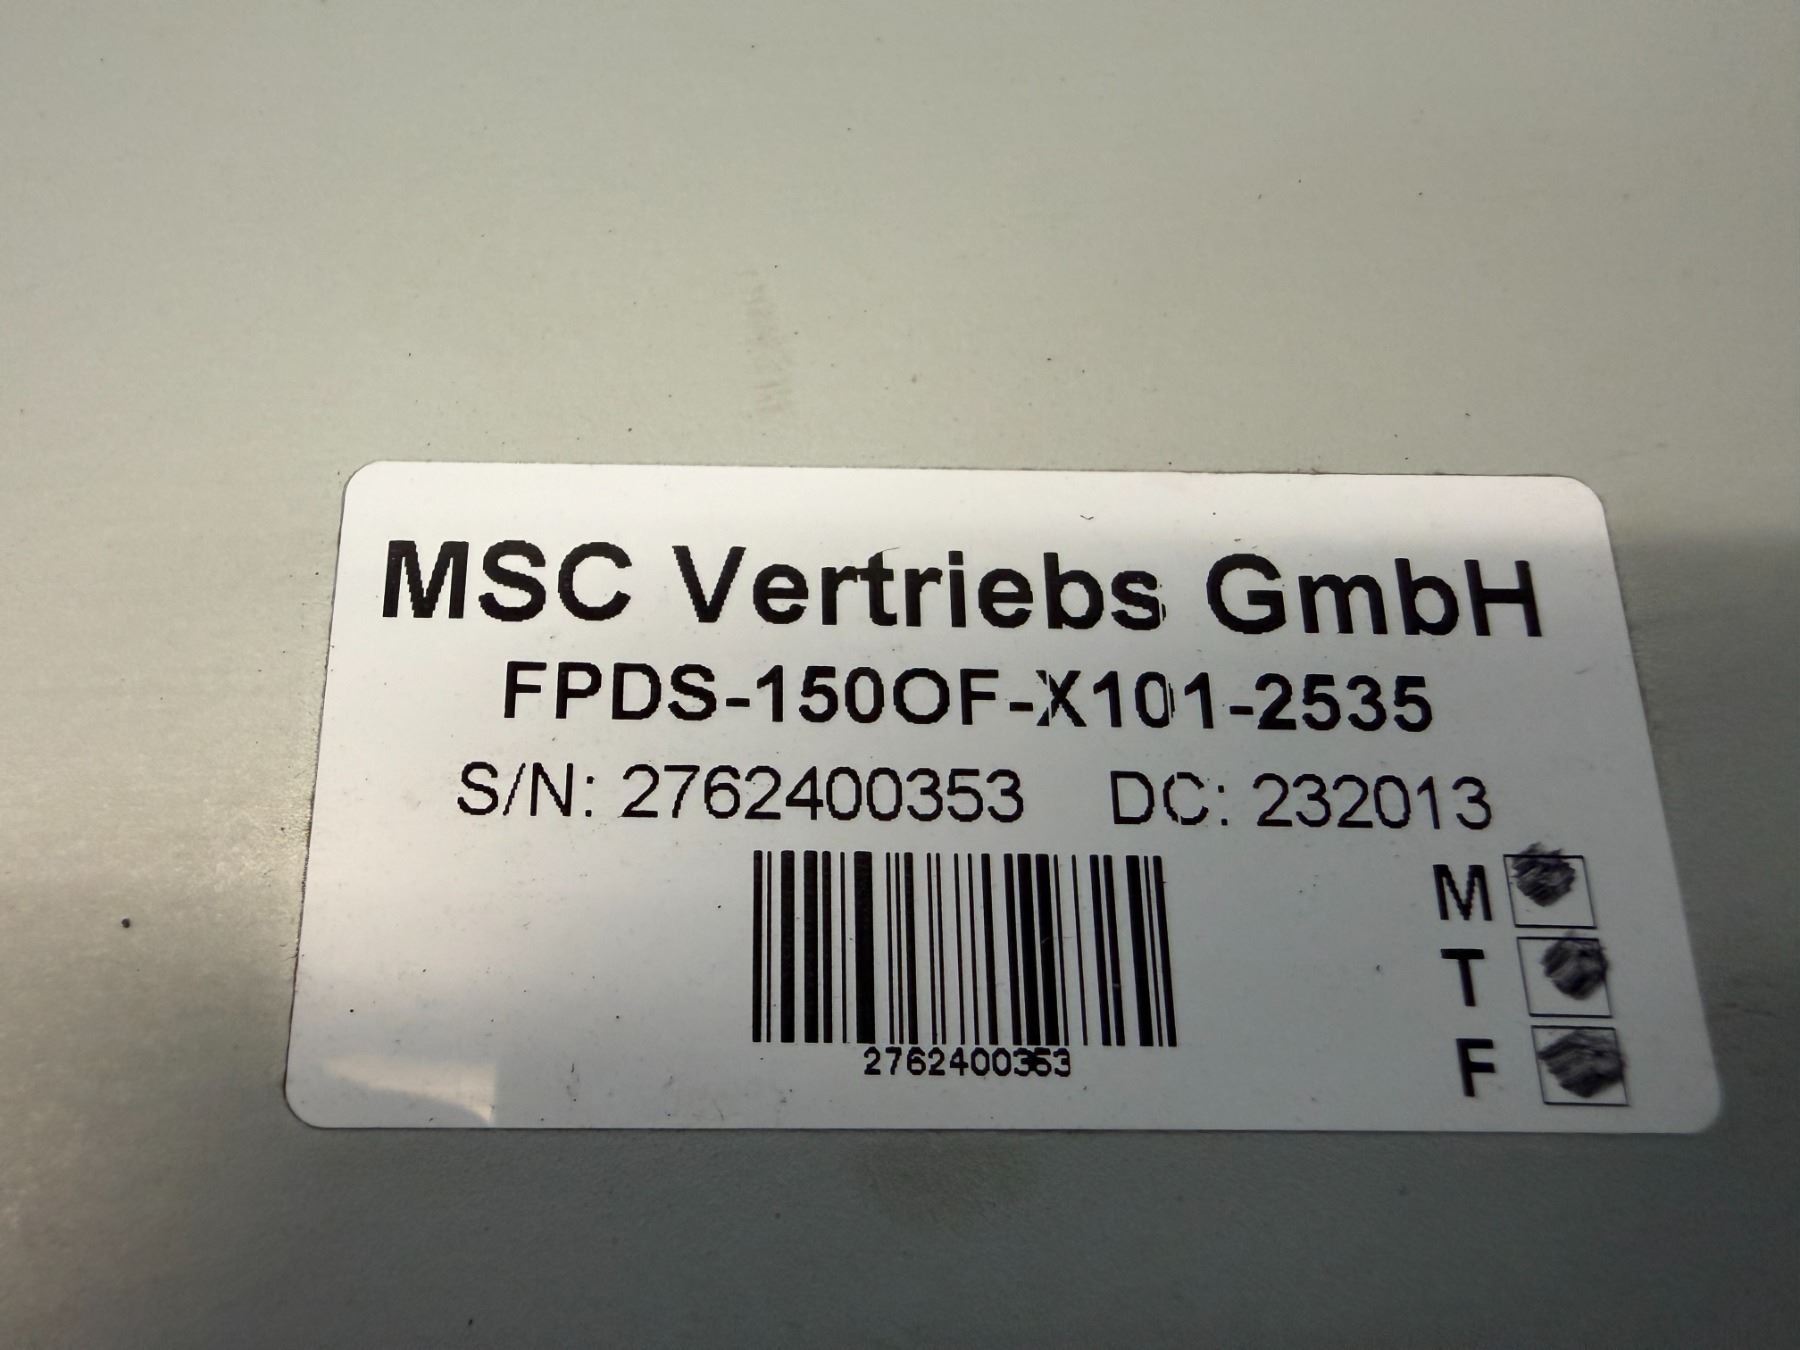 MSC Vertriebs GmbH
FPDS-150OF-X101-2535
S/N: 2762400353 DC: 232013
M
T
F
2762400353